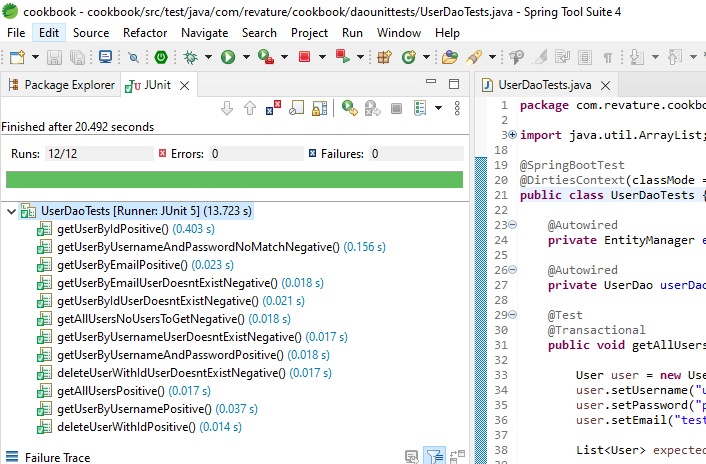 cookbook - cookbook/src/test/java/com/revature/cookbook/daounittests/UserDaoTests.java - Spring Tool Suite 4
File Edit Source Refactor Navigate Search Project Run Window Help
Package Explorer JUnit
Finished after 20.492 seconds
Runs: 12/12 Errors: 0 Failures: 0
UserDaoTests [Runner: JUnit 5] (13.723 s)
getUserByIdPositive() (0.403 s)
getUserByUsernameAndPasswordNoMatchNegative() (0.156 s)
getUserByEmailPositive() (0.023 s)
getUserByEmailUserDoesntExistNegative() (0.018 s)
getUserByIdUserDoesntExistNegative() (0.021 s)
getAllUsersNoUsersToGetNegative() (0.018 s)
getUserByUsernameUserDoesntExistNegative() (0.017 s)
getUserByUsernameAndPasswordPositive() (0.018 s)
deleteUserWithIdUserDoesntExistNegative() (0.017 s)
getAllUsersPositive() (0.017 s)
getUserByUsernamePositive() (0.037 s)
deleteUserWithIdPositive() (0.014 s)
Failure Trace
UserDaoTests.java
1 package com.revature.cookbo
2
3 import java.util.ArrayList;
18
19 @SpringBootTest
20 @DirtiesContext(classMode =
21 public class UserDaoTests {
22
23 @Autowired
24 private EntityManager e
25
26 @Autowired
27 private UserDao userDao
28
29 @Test
30 @Transactional
31 public void getAllUsers
32
33 User user = new Use
34 user.setUsername("u
35 user.setPassword("p
36 user.setEmail("test
37
38 List<User> expected